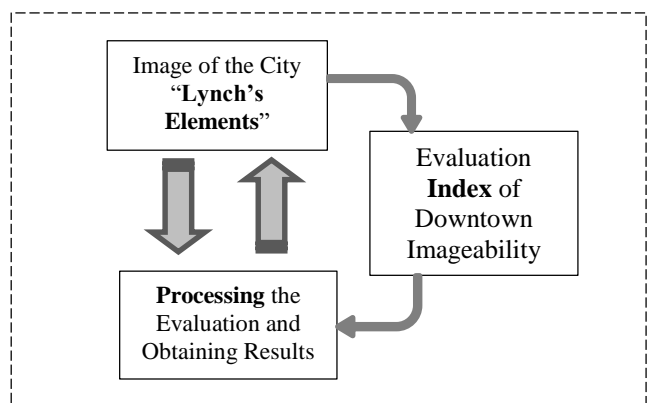 Image of the City
“Lynch’s
Elements”
Evaluation
Index of
Downtown
Imageability
Processing the
Evaluation and
Obtaining Results